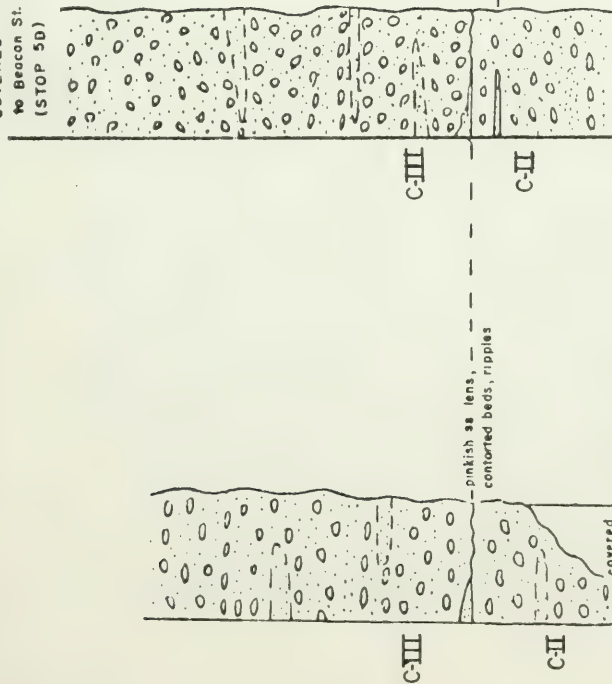 to Beacon St.
(STOP 5D)
C-III
C-II
pinkish ss lens,
contorted beds, ripples
C-III
C-II
covered